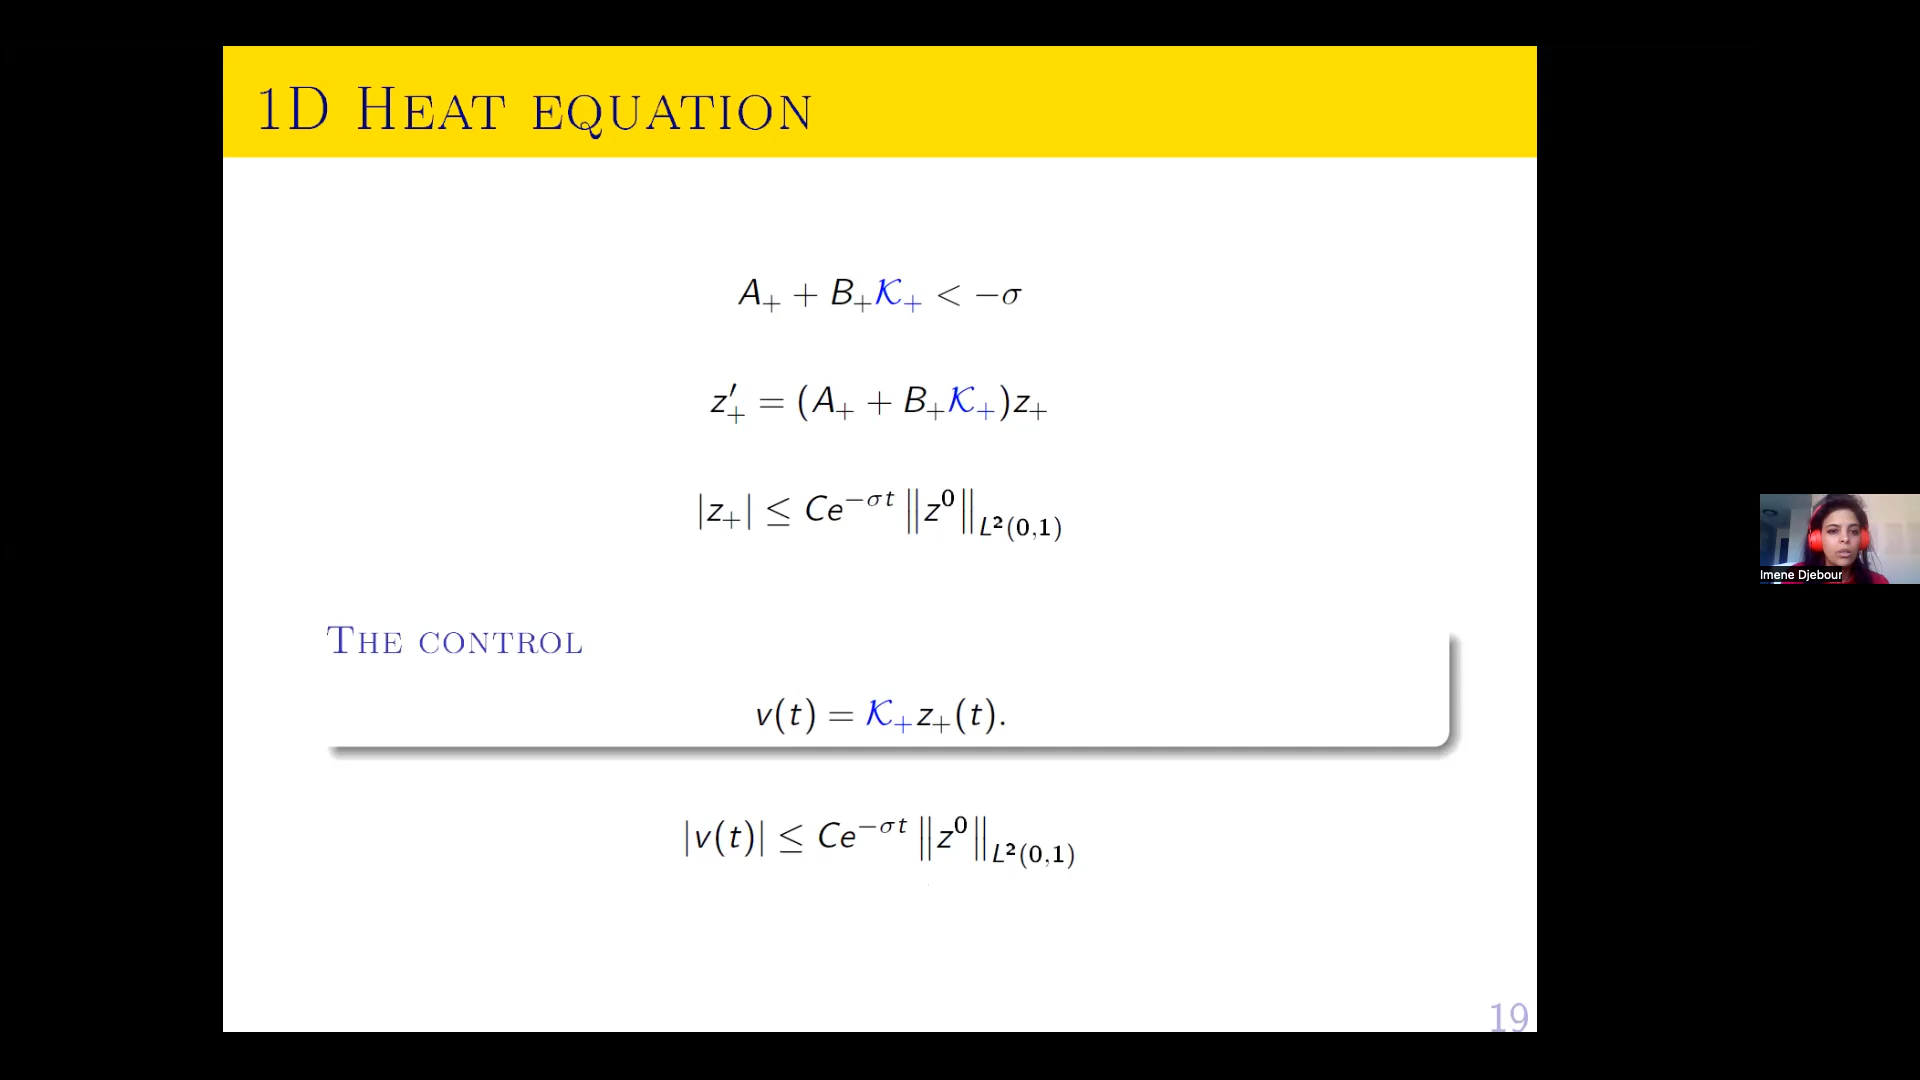 1D Heat equation
A₊ + B₊𝒦₊ < −σ
z′₊ = (A₊ + B₊𝒦₊)z₊
|z₊| ≤ Ce^{−σt} ‖z⁰‖_{L²(0,1)}
The control
v(t) = 𝒦₊z₊(t).
|v(t)| ≤ Ce^{−σt} ‖z⁰‖_{L²(0,1)}
19
Imene Djebour